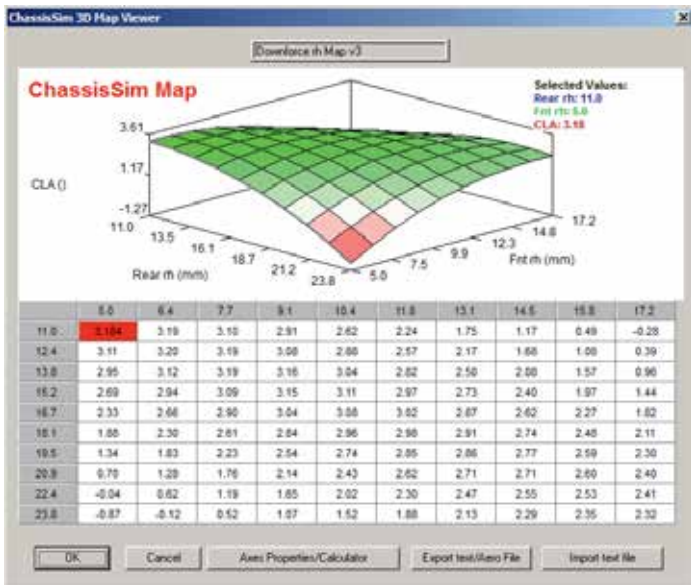 ChassisSim 3D Map Viewer
Downforce rh Map v3
ChassisSim Map
Selected Values:
Rear rh: 11.0
Fnt rh: 5.0
CLA: 3.18
3.61
1.17
-1.27
CLA ()
11.0 13.5 16.1 18.7 21.2 23.8
Rear rh (mm)
5.0 7.5 9.9 12.3 14.8 17.2
Fnt rh (mm)
5.0 6.4 7.7 9.1 10.4 11.8 13.1 14.5 15.8 17.2
11.0 3.184 3.19 3.10 2.91 2.62 2.24 1.75 1.17 0.49 -0.28
12.4 3.11 3.20 3.19 3.08 2.88 2.57 2.17 1.68 1.08 0.39
13.8 2.95 3.12 3.19 3.16 3.04 2.82 2.50 2.08 1.57 0.96
15.2 2.69 2.94 3.09 3.15 3.11 2.97 2.73 2.40 1.97 1.44
16.7 2.33 2.66 2.90 3.04 3.08 3.02 2.87 2.62 2.27 1.82
18.1 1.88 2.30 2.61 2.84 2.96 2.98 2.91 2.74 2.48 2.11
19.5 1.34 1.83 2.23 2.54 2.74 2.85 2.86 2.77 2.59 2.30
20.9 0.70 1.28 1.76 2.14 2.43 2.62 2.71 2.71 2.60 2.40
22.4 -0.04 0.62 1.19 1.65 2.02 2.30 2.47 2.55 2.53 2.41
23.8 -0.87 -0.12 0.52 1.07 1.52 1.88 2.13 2.29 2.35 2.32
OK Cancel Axes Properties/Calculator Export text/Aero File Import text file